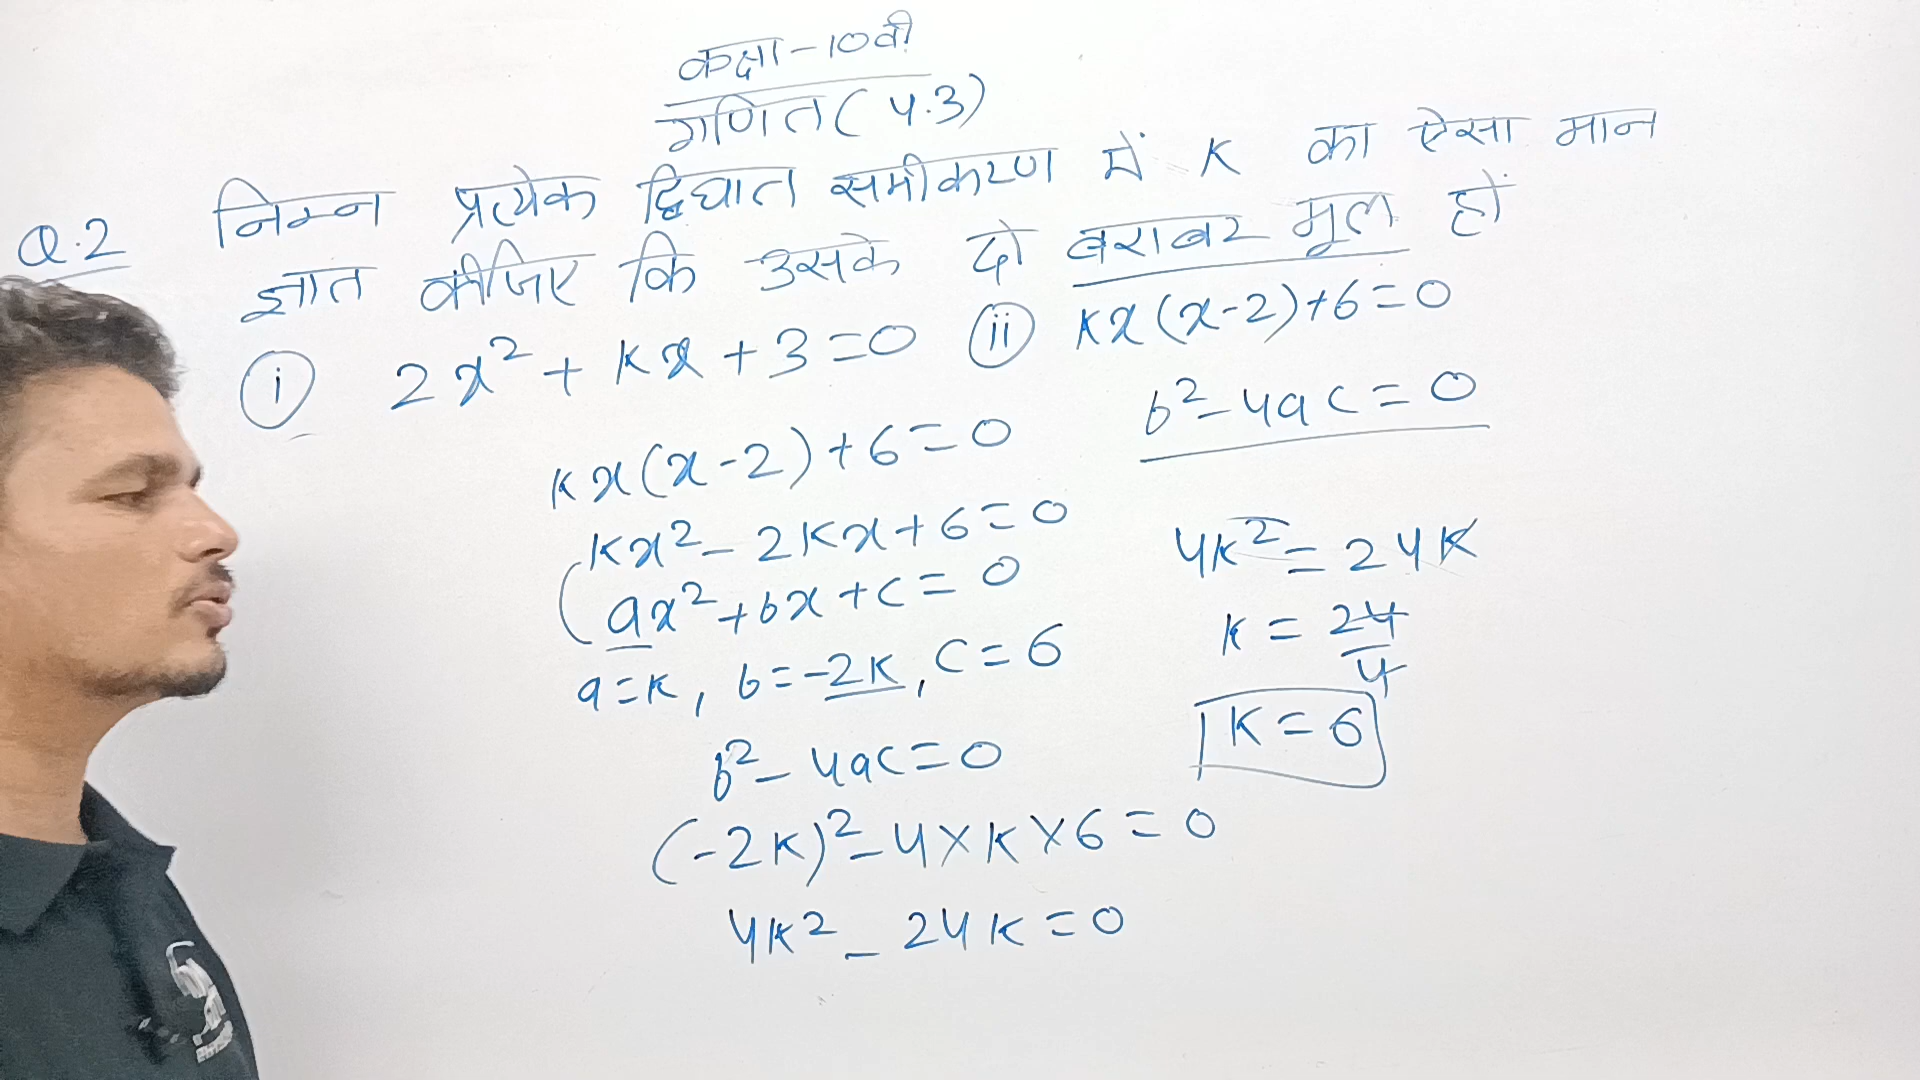 कक्षा-10वी
गणित (4.3)
Q.2 निम्न प्रत्येक द्विघात समीकरण में K का ऐसा मान
ज्ञात कीजिए कि उसके दो बराबर मूल हों
(i) 2x² + Kx + 3 = 0 (ii) Kx(x-2)+6=0
b²-4ac=0
Kx(x-2)+6=0
Kx²-2Kx+6=0
(ax²+bx+c=0
a=K, b=-2K, C=6
b²-4ac=0
(-2K)²-4×K×6=0
4K²-24K=0
4K²=24K
K=24/4
K=6